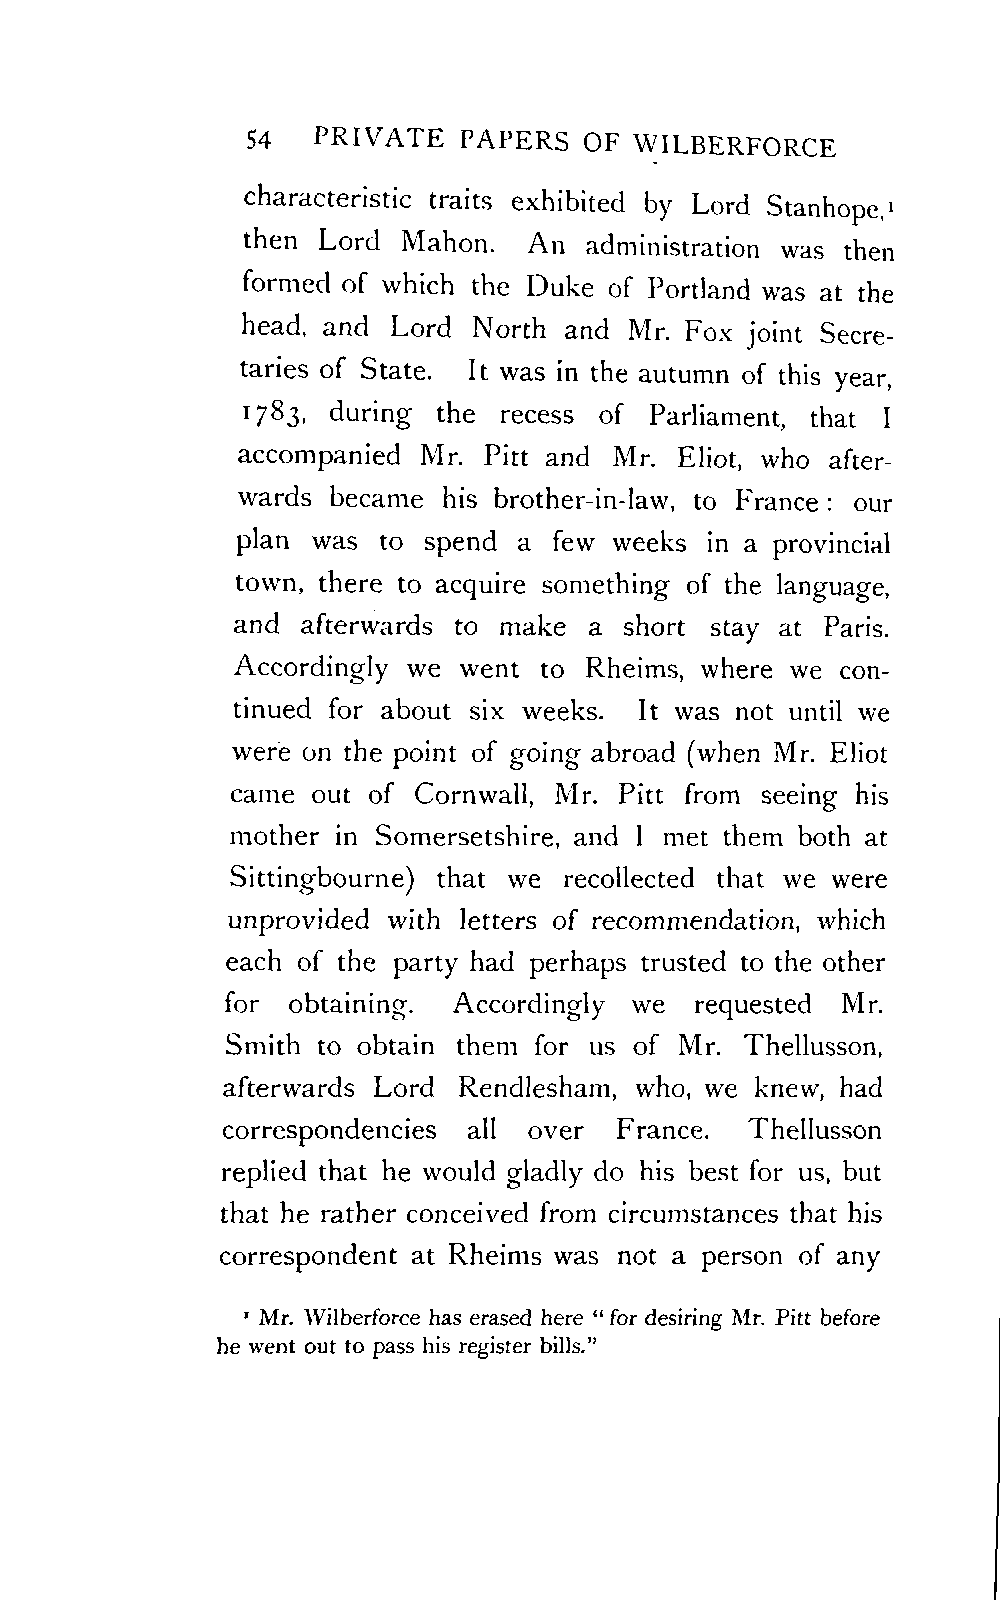 54 PRIVATE PAPERS OF WILBERFORCE
characteristic traits exhibited by Lord Stanhope,¹
then Lord Mahon. An administration was then
formed of which the Duke of Portland was at the
head, and Lord North and Mr. Fox joint Secre-
taries of State. It was in the autumn of this year,
1783, during the recess of Parliament, that I
accompanied Mr. Pitt and Mr. Eliot, who after-
wards became his brother-in-law, to France : our
plan was to spend a few weeks in a provincial
town, there to acquire something of the language,
and afterwards to make a short stay at Paris.
Accordingly we went to Rheims, where we con-
tinued for about six weeks. It was not until we
were on the point of going abroad (when Mr. Eliot
came out of Cornwall, Mr. Pitt from seeing his
mother in Somersetshire, and I met them both at
Sittingbourne) that we recollected that we were
unprovided with letters of recommendation, which
each of the party had perhaps trusted to the other
for obtaining. Accordingly we requested Mr.
Smith to obtain them for us of Mr. Thellusson,
afterwards Lord Rendlesham, who, we knew, had
correspondencies all over France. Thellusson
replied that he would gladly do his best for us, but
that he rather conceived from circumstances that his
correspondent at Rheims was not a person of any
¹ Mr. Wilberforce has erased here “ for desiring Mr. Pitt before
he went out to pass his register bills.”